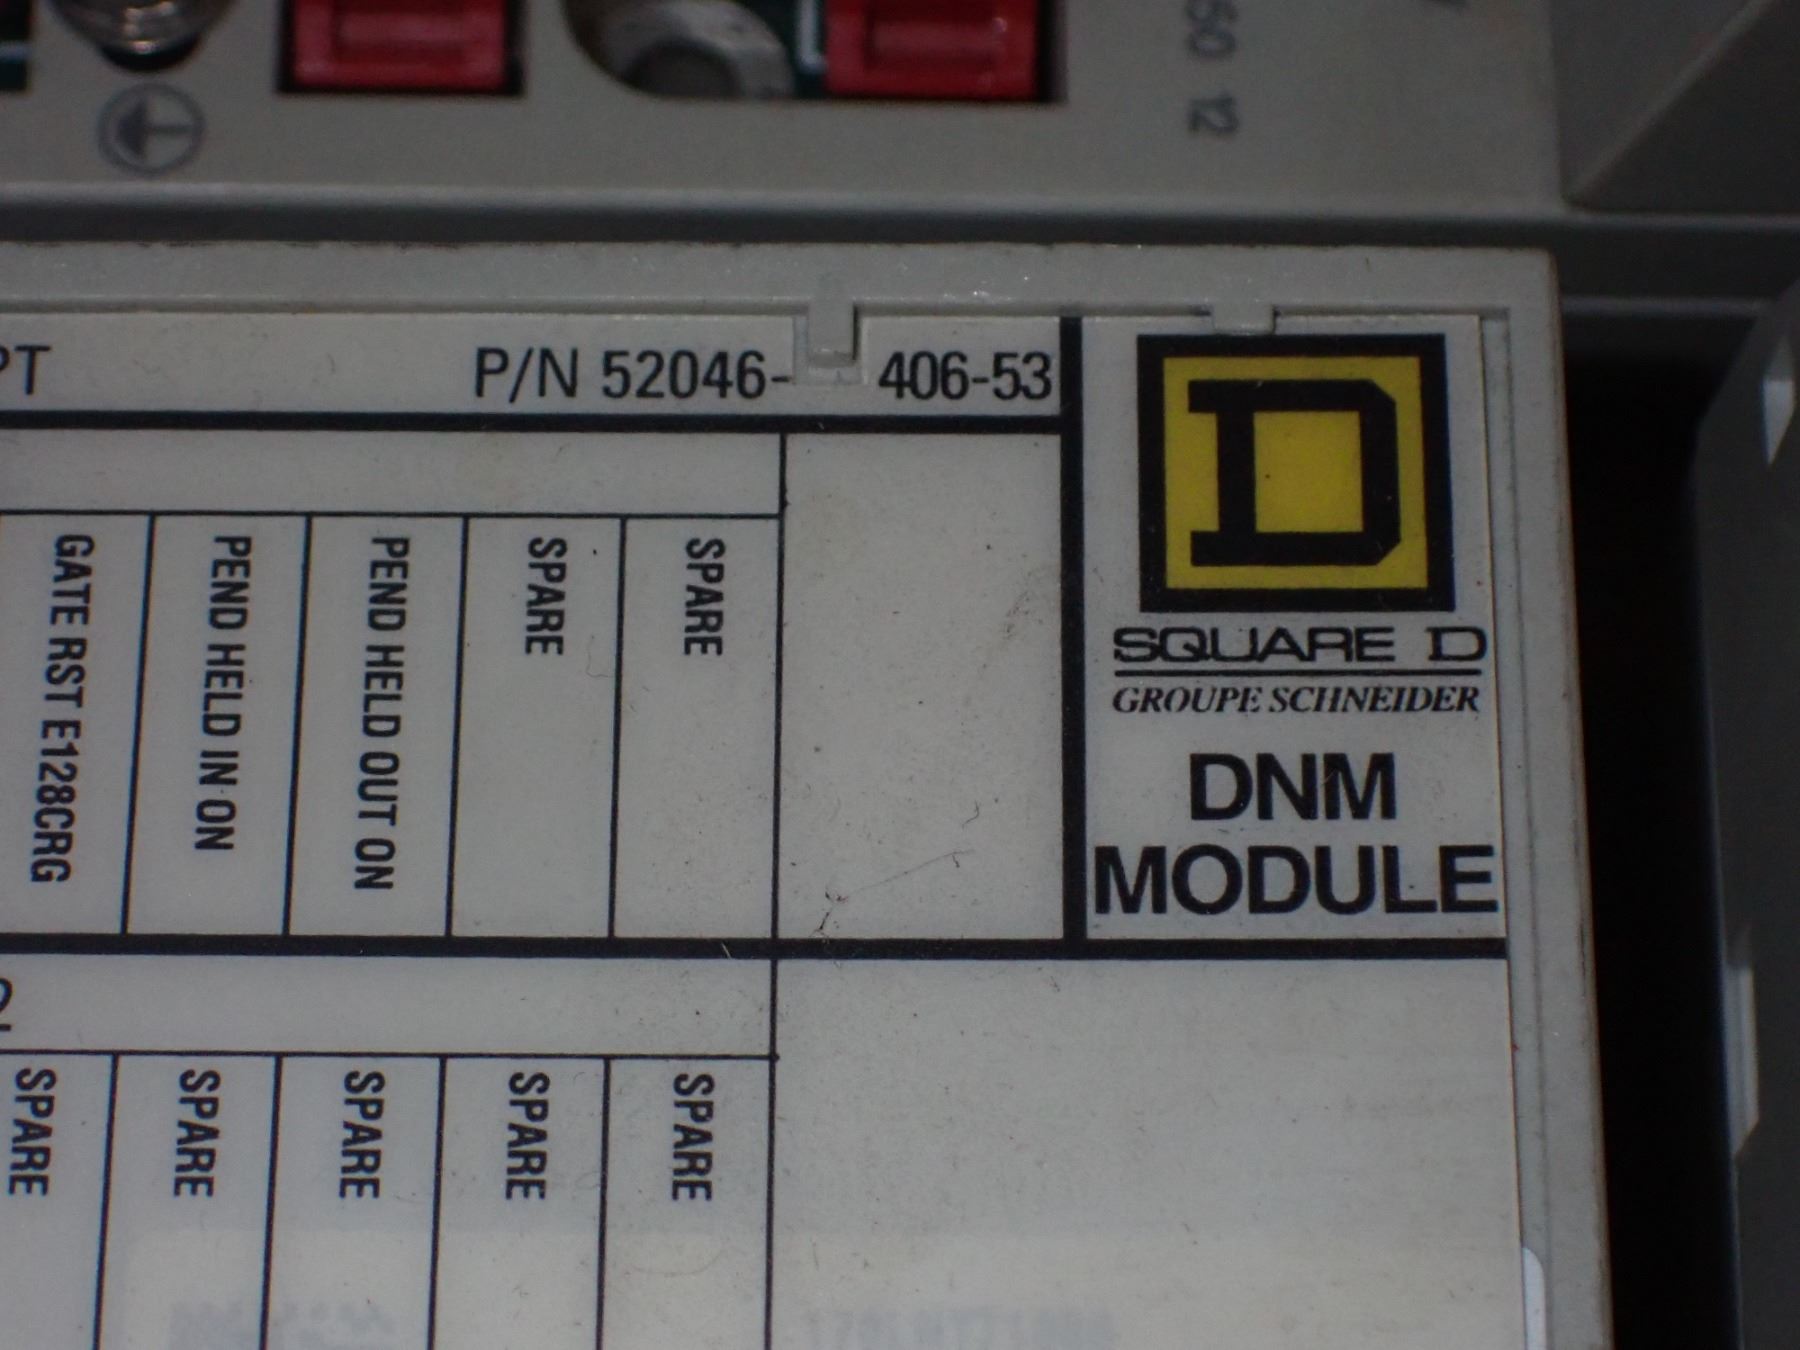 12
P/N 52046- 406-53
D
SQUARE D
GROUPE SCHNEIDER
DNM
MODULE
GATE RST E128CRG
PEND HELD IN ON
PEND HELD OUT ON
SPARE
SPARE
SPARE
SPARE
SPARE
SPARE
SPARE